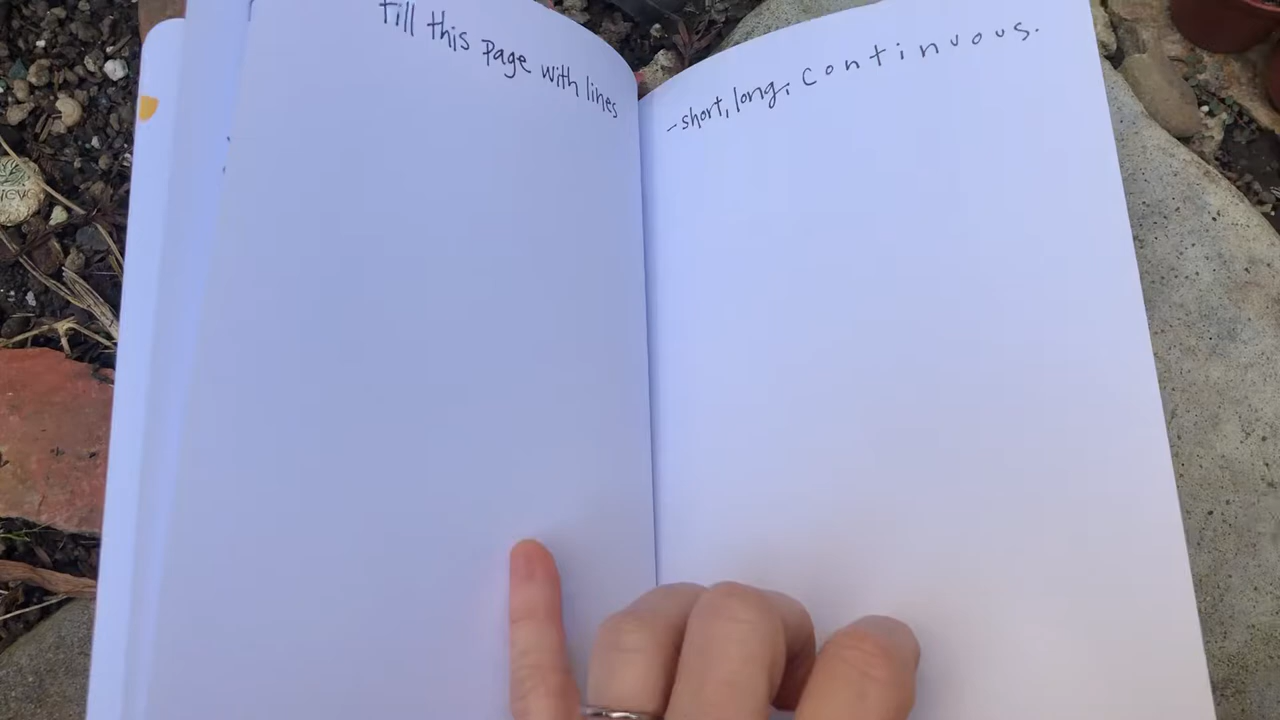 fill this page with lines
-short, long, continuous.